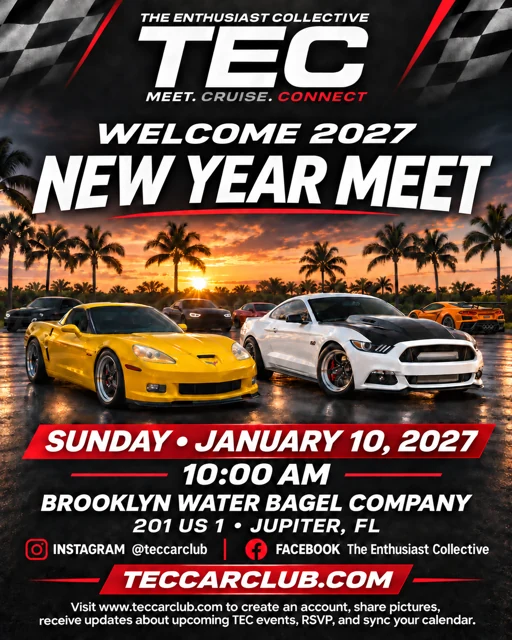 THE ENTHUSIAST COLLECTIVE
TEC
MEET. CRUISE. CONNECT
WELCOME 2027
NEW YEAR MEET
SUNDAY • JANUARY 10, 2027
10:00 AM
BROOKLYN WATER BAGEL COMPANY
201 US 1 • JUPITER, FL
INSTAGRAM @teccarclub | FACEBOOK The Enthusiast Collective
TECCARCLUB.COM
Visit www.teccarclub.com to create an account, share pictures,
receive updates about upcoming TEC events, RSVP, and sync your calendar.